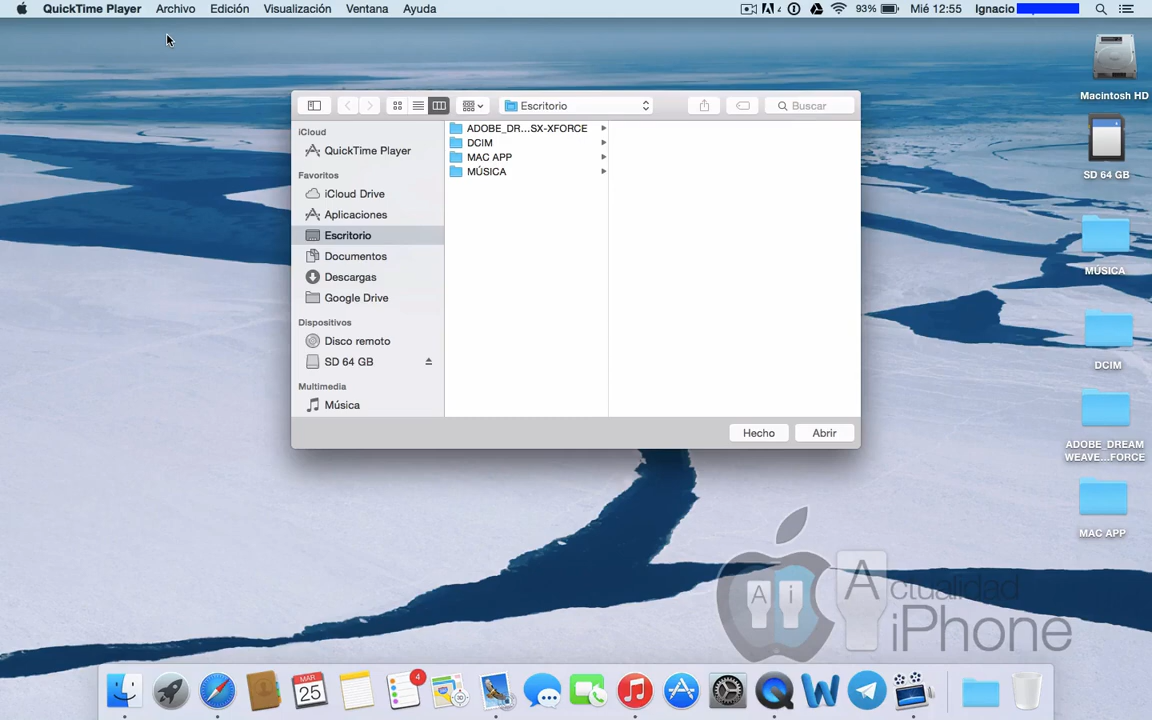 QuickTime Player Archivo Edición Visualización Ventana Ayuda
4 93% Mié 12:55 Ignacio
Macintosh HD
SD 64 GB
MÚSICA
DCIM
ADOBE_DREAM
WEAVE...FORCE
MAC APP
Escritorio
Buscar
iCloud
QuickTime Player
Favoritos
iCloud Drive
Aplicaciones
Escritorio
Documentos
Descargas
Google Drive
Dispositivos
Disco remoto
SD 64 GB
Multimedia
Música
ADOBE_DR...SX-XFORCE
DCIM
MAC APP
MÚSICA
Hecho
Abrir
Ai
Actualidad
iPhone
MAR
25
4
30
W